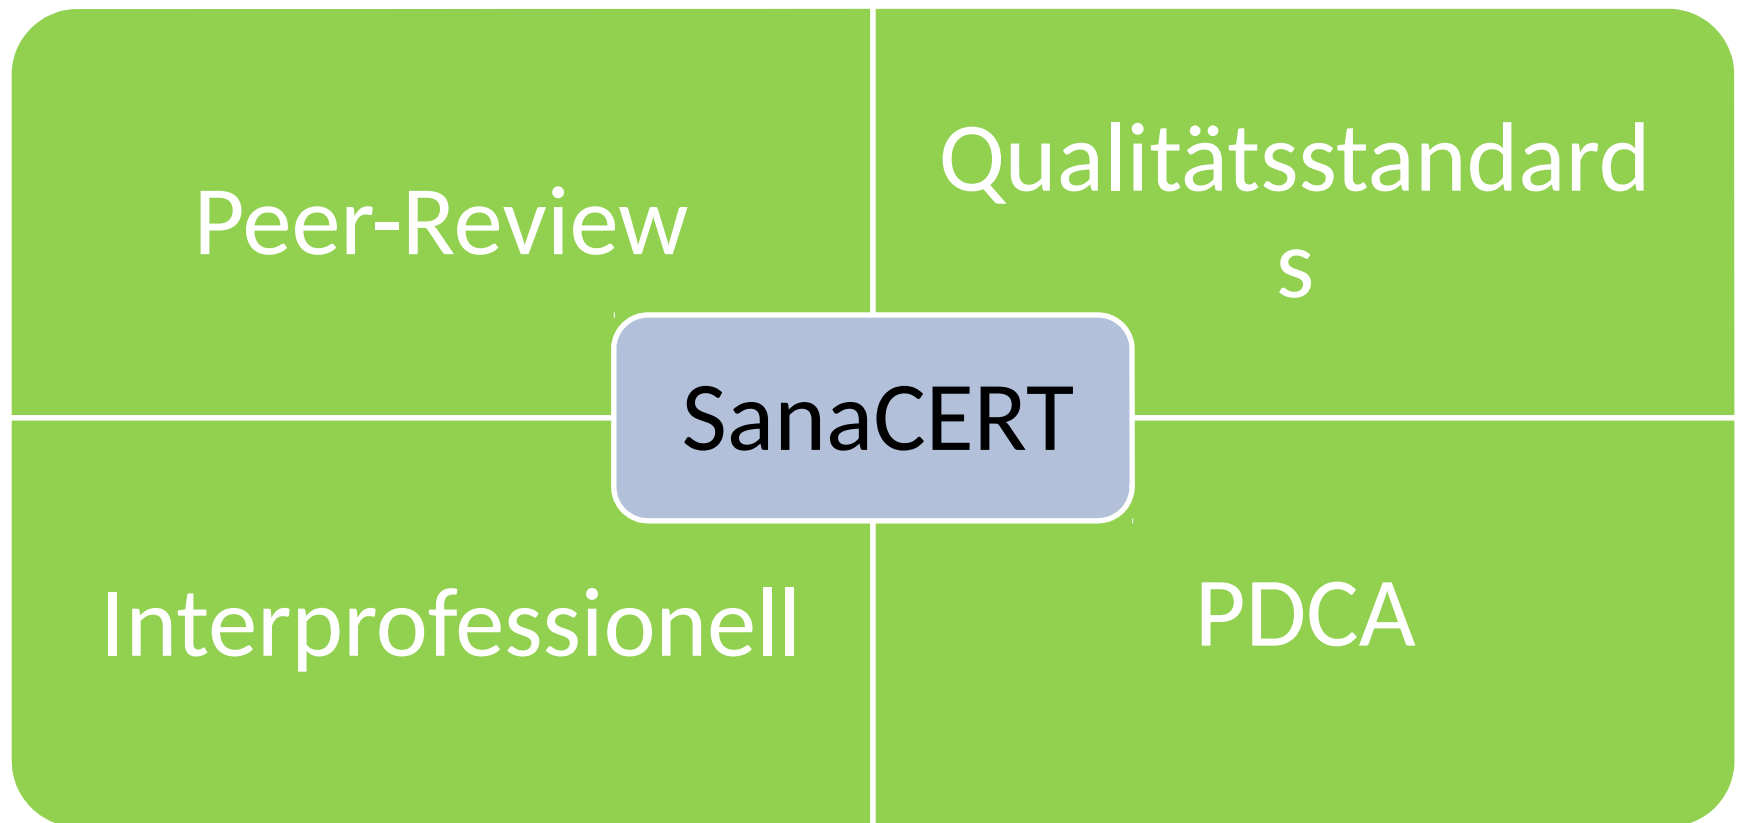 Peer-Review
Qualitätsstandard
s
SanaCERT
Interprofessionell
PDCA